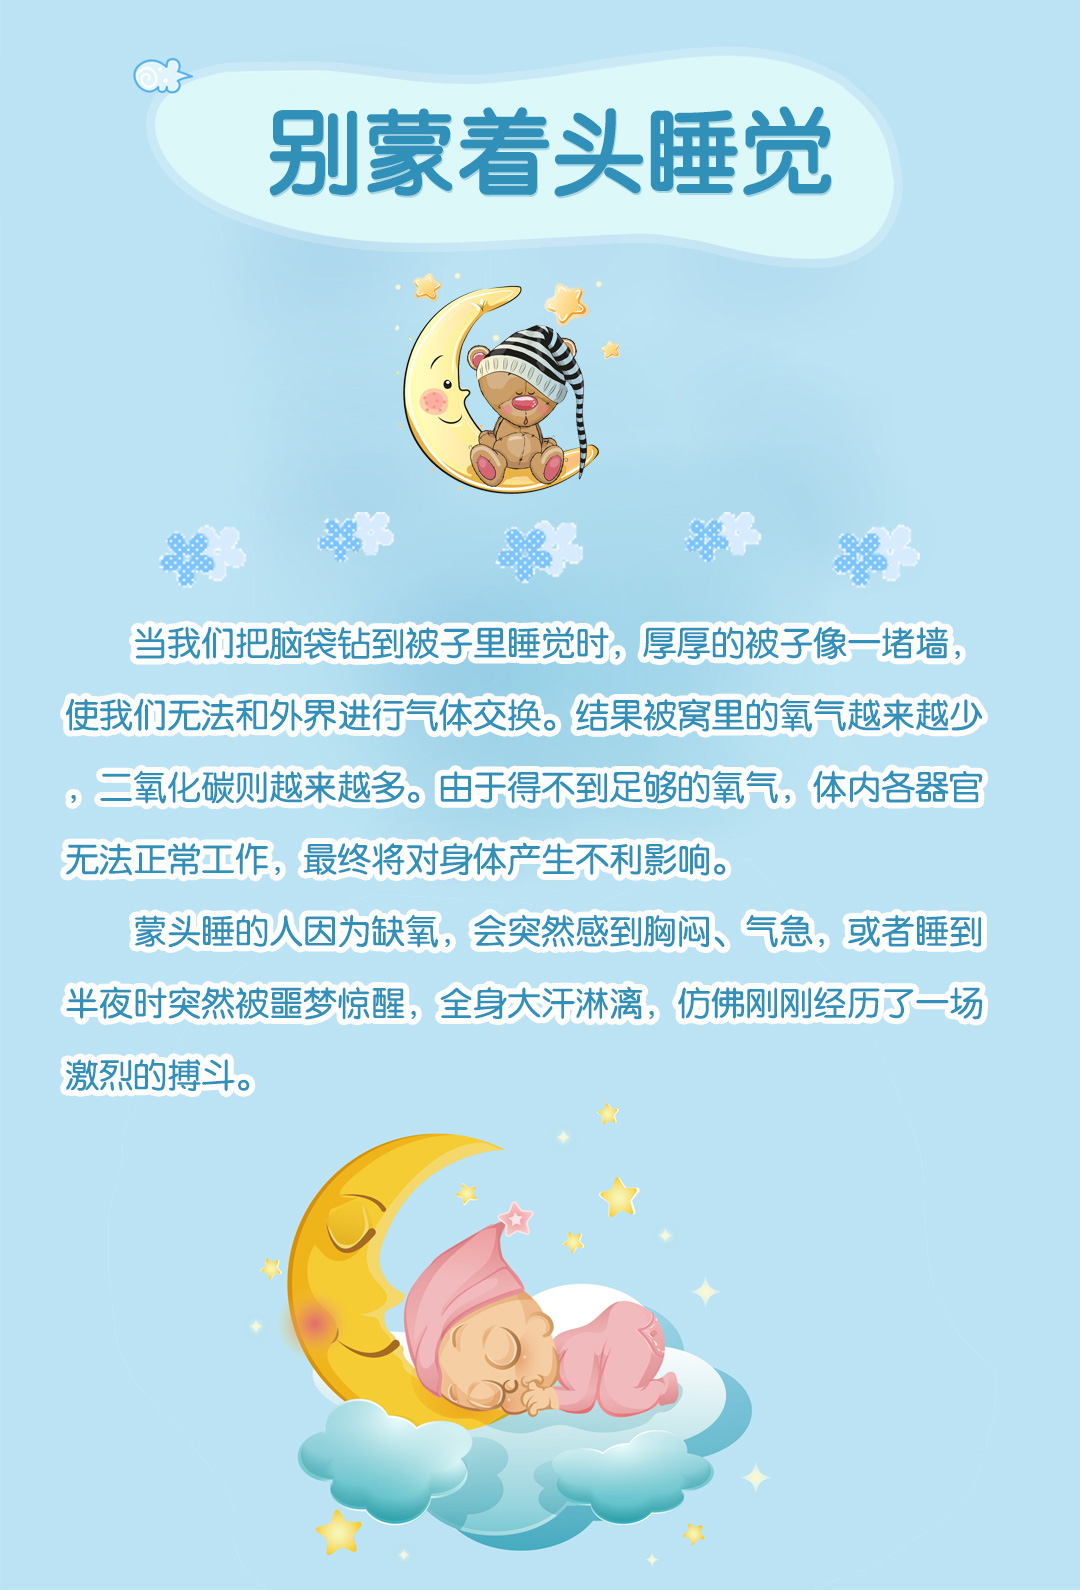 别蒙着头睡觉
当我们把脑袋钻到被子里睡觉时，厚厚的被子像一堵墙，
使我们无法和外界进行气体交换。结果被窝里的氧气越来越少
，二氧化碳则越来越多。由于得不到足够的氧气，体内各器官
无法正常工作，最终将对身体产生不利影响。
蒙头睡的人因为缺氧，会突然感到胸闷、气急，或者睡到
半夜时突然被噩梦惊醒，全身大汗淋漓，仿佛刚刚经历了一场
激烈的搏斗。